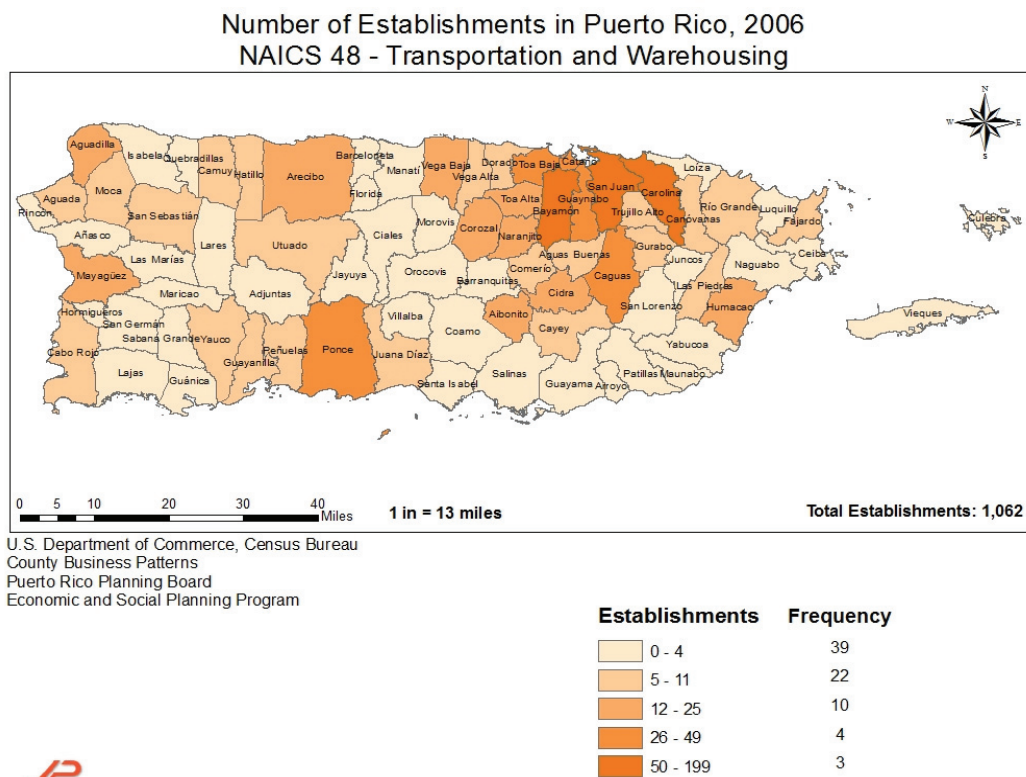 Number of Establishments in Puerto Rico, 2006
NAICS 48 - Transportation and Warehousing
N
W E
S
Aguadilla
Isabela
Quebradillas
Camuy
Hatillo
Arecibo
Barceloneta
Manatí
Vega Baja
Vega Alta
Dorado
Toa Baja
Cataño
San Juan
Carolina
Loiza
Moca
Aguada
Rincón
San Sebastián
Florida
Toa Alta
Bayamón
Guaynabo
Trujillo Alto
Canóvanas
Río Grande
Luquillo
Fajardo
Culebra
Añasco
Lares
Utuado
Ciales
Morovis
Corozal
Naranjito
Las Marías
Mayagüez
Maricao
Adjuntas
Jayuya
Orocovis
Barranquitas
Comerío
Aguas Buenas
Caguas
Gurabo
Juncos
Naguabo
Ceiba
Hormigueros
San Germán
Sabana Grande
Yauco
Guayanilla
Peñuelas
Ponce
Villalba
Juana Díaz
Coamo
Aibonito
Cidra
Cayey
San Lorenzo
Las Piedras
Humacao
Vieques
Cabo Rojo
Lajas
Guánica
Santa Isabel
Salinas
Guayama
Arroyo
Patillas
Maunabo
Yabucoa
0 5 10 20 30 40
Miles
1 in = 13 miles
Total Establishments: 1,062
U.S. Department of Commerce, Census Bureau
County Business Patterns
Puerto Rico Planning Board
Economic and Social Planning Program
Establishments Frequency
0 - 4 39
5 - 11 22
12 - 25 10
26 - 49 4
50 - 199 3